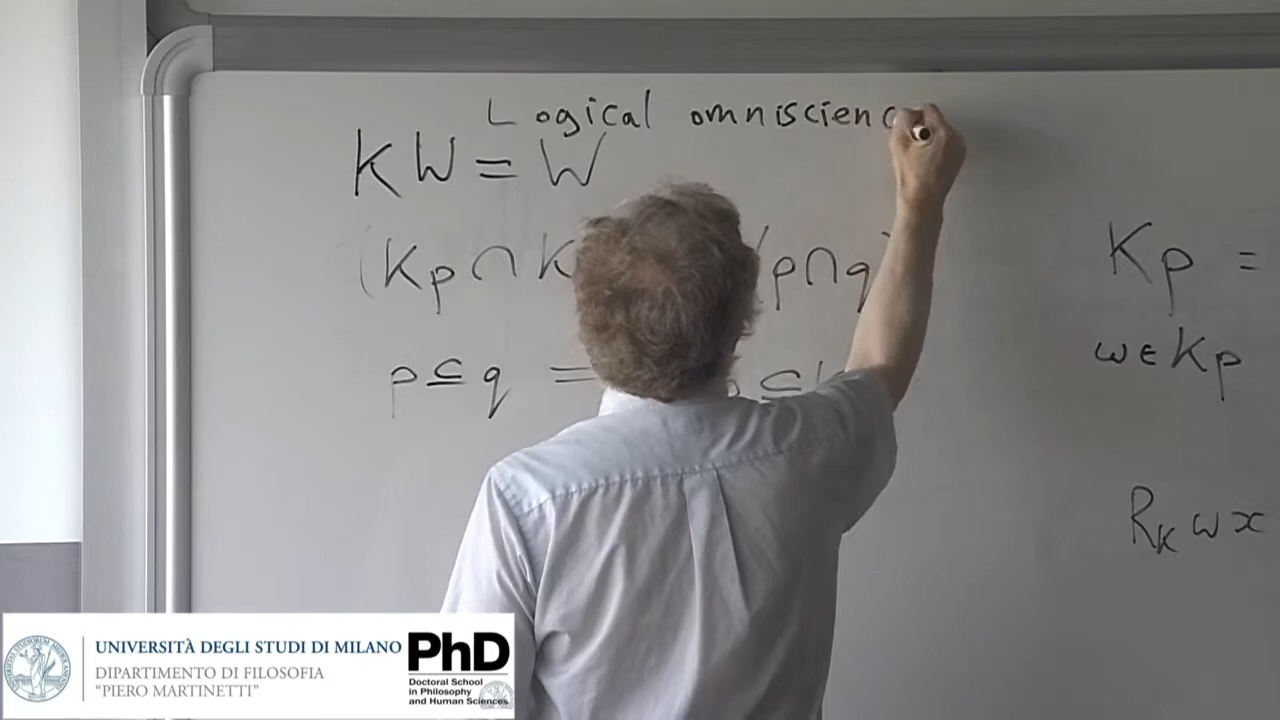 Logical omniscienc
KW = W
(Kp ∩ K (p ∩ q)
p ⊆ q = ⊆
Kp =
w ∈ Kp
R_K w x
UNIVERSITÀ DEGLI STUDI DI MILANO
DIPARTIMENTO DI FILOSOFIA
"PIERO MARTINETTI"
PhD
Doctoral School
in Philosophy
and Human Sciences